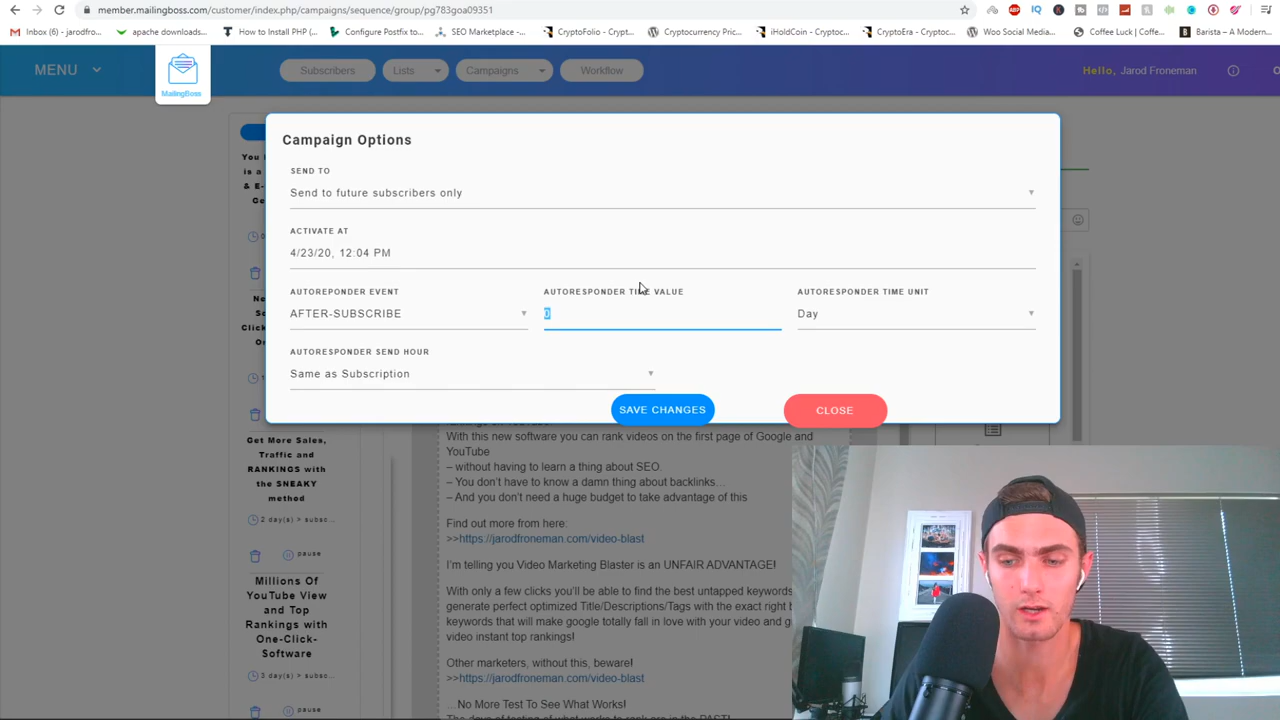 member.mailingboss.com/customer/index.php/campaigns/sequence/group/pg783goa09351
Inbox (6) - jarodfro...
apache downloads...
How to Install PHP (...
Configure Postfix to...
SEO Marketplace -...
CryptoFolio - Crypt...
Cryptocurrency Pric...
iHoldCoin - Cryptoc...
CryptoEra - Cryptoc...
Woo Social Media...
Coffee Luck | Coffe...
Barista – A Modern...
MENU
MailingBoss
Subscribers
Lists
Campaigns
Workflow
Hello, Jarod Froneman
Campaign Options
SEND TO
Send to future subscribers only
ACTIVATE AT
4/23/20, 12:04 PM
AUTOREPONDER EVENT
AUTORESPONDER TIME VALUE
AUTORESPONDER TIME UNIT
AFTER-SUBSCRIBE
0
Day
AUTORESPONDER SEND HOUR
Same as Subscription
SAVE CHANGES
CLOSE
You
is a
& E-
Ge
Ne
S
Click
O
Get More Sales,
Traffic and
RANKINGS with
the SNEAKY
method
2 day(s) > subsc...
pause
Millions Of
YouTube View
and Top
Rankings with
One-Click-
Software
3 day(s) > subsc...
pause
With this new software you can rank videos on the first page of Google and
YouTube
– without having to learn a thing about SEO.
– You don't have to know a damn thing about backlinks…
– And you don't need a huge budget to take advantage of this
Find out more from here:
>>https://jarodfroneman.com/video-blast
telling you Video Marketing Blaster is an UNFAIR ADVANTAGE!
only a few clicks you'll be able to find the best untapped keywords
generate perfect optimized Title/Descriptions/Tags with the exact right
words that will make google totally fall in love with your video and g
video instant top rankings!
Other marketers, without this, beware!
>>https://jarodfroneman.com/video-blast
…No More Test To See What Works!